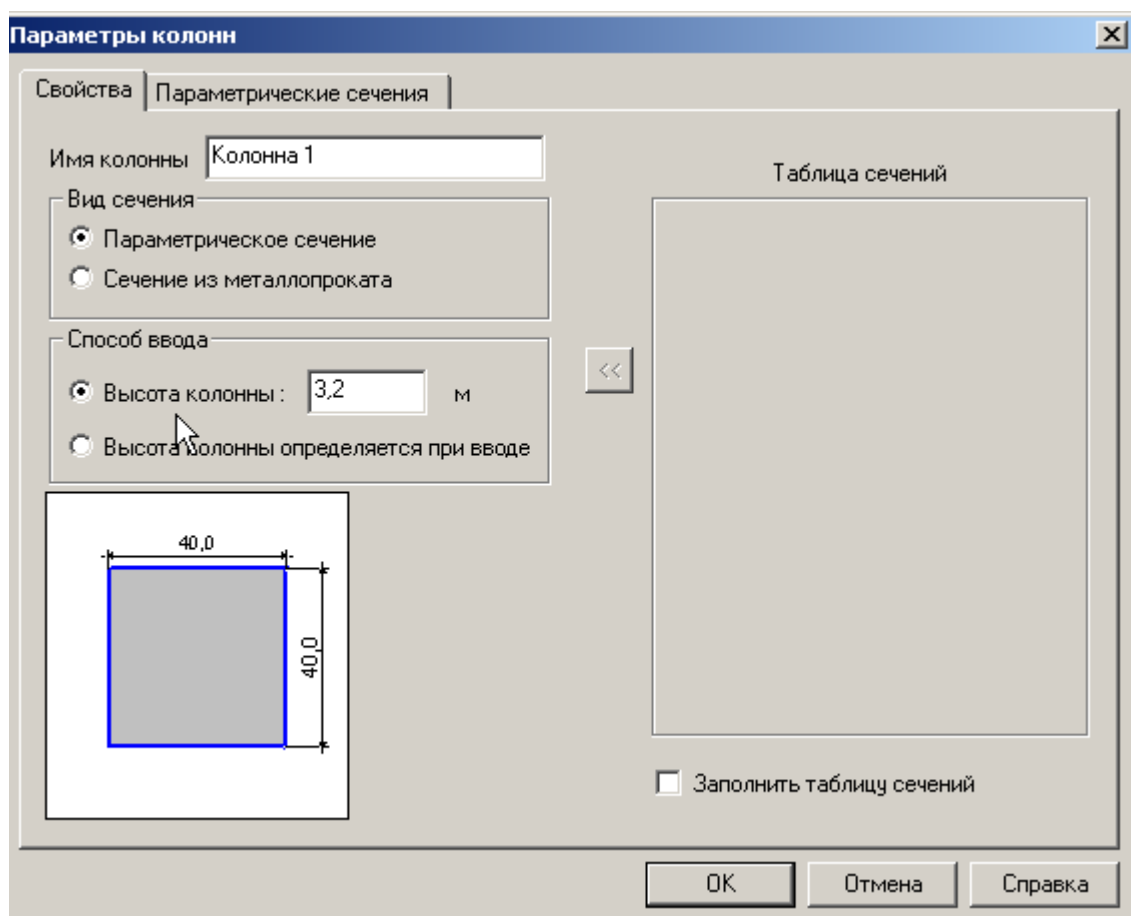 Параметры колонн
Свойства
Параметрические сечения
Имя колонны
Колонна 1
Таблица сечений
Вид сечения
Параметрическое сечение
Сечение из металлопроката
Способ ввода
Высота колонны :
3,2
м
<<
Высота колонны определяется при вводе
40,0
40,0
Заполнить таблицу сечений
OK
Отмена
Справка